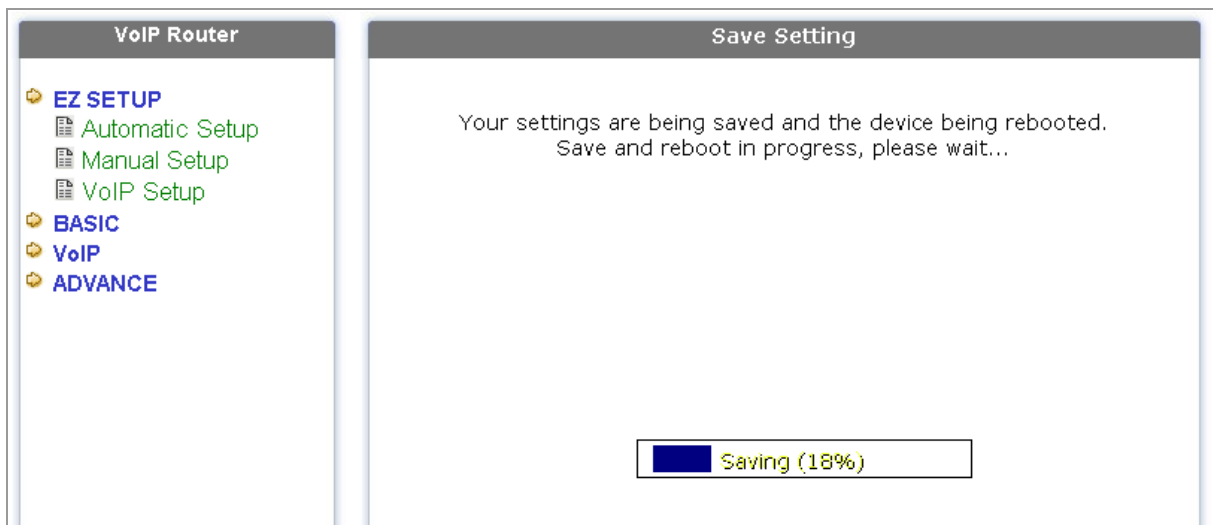 VoIP Router
EZ SETUP
Automatic Setup
Manual Setup
VoIP Setup
BASIC
VoIP
ADVANCE
Save Setting
Your settings are being saved and the device being rebooted.
Save and reboot in progress, please wait...
Saving (18%)